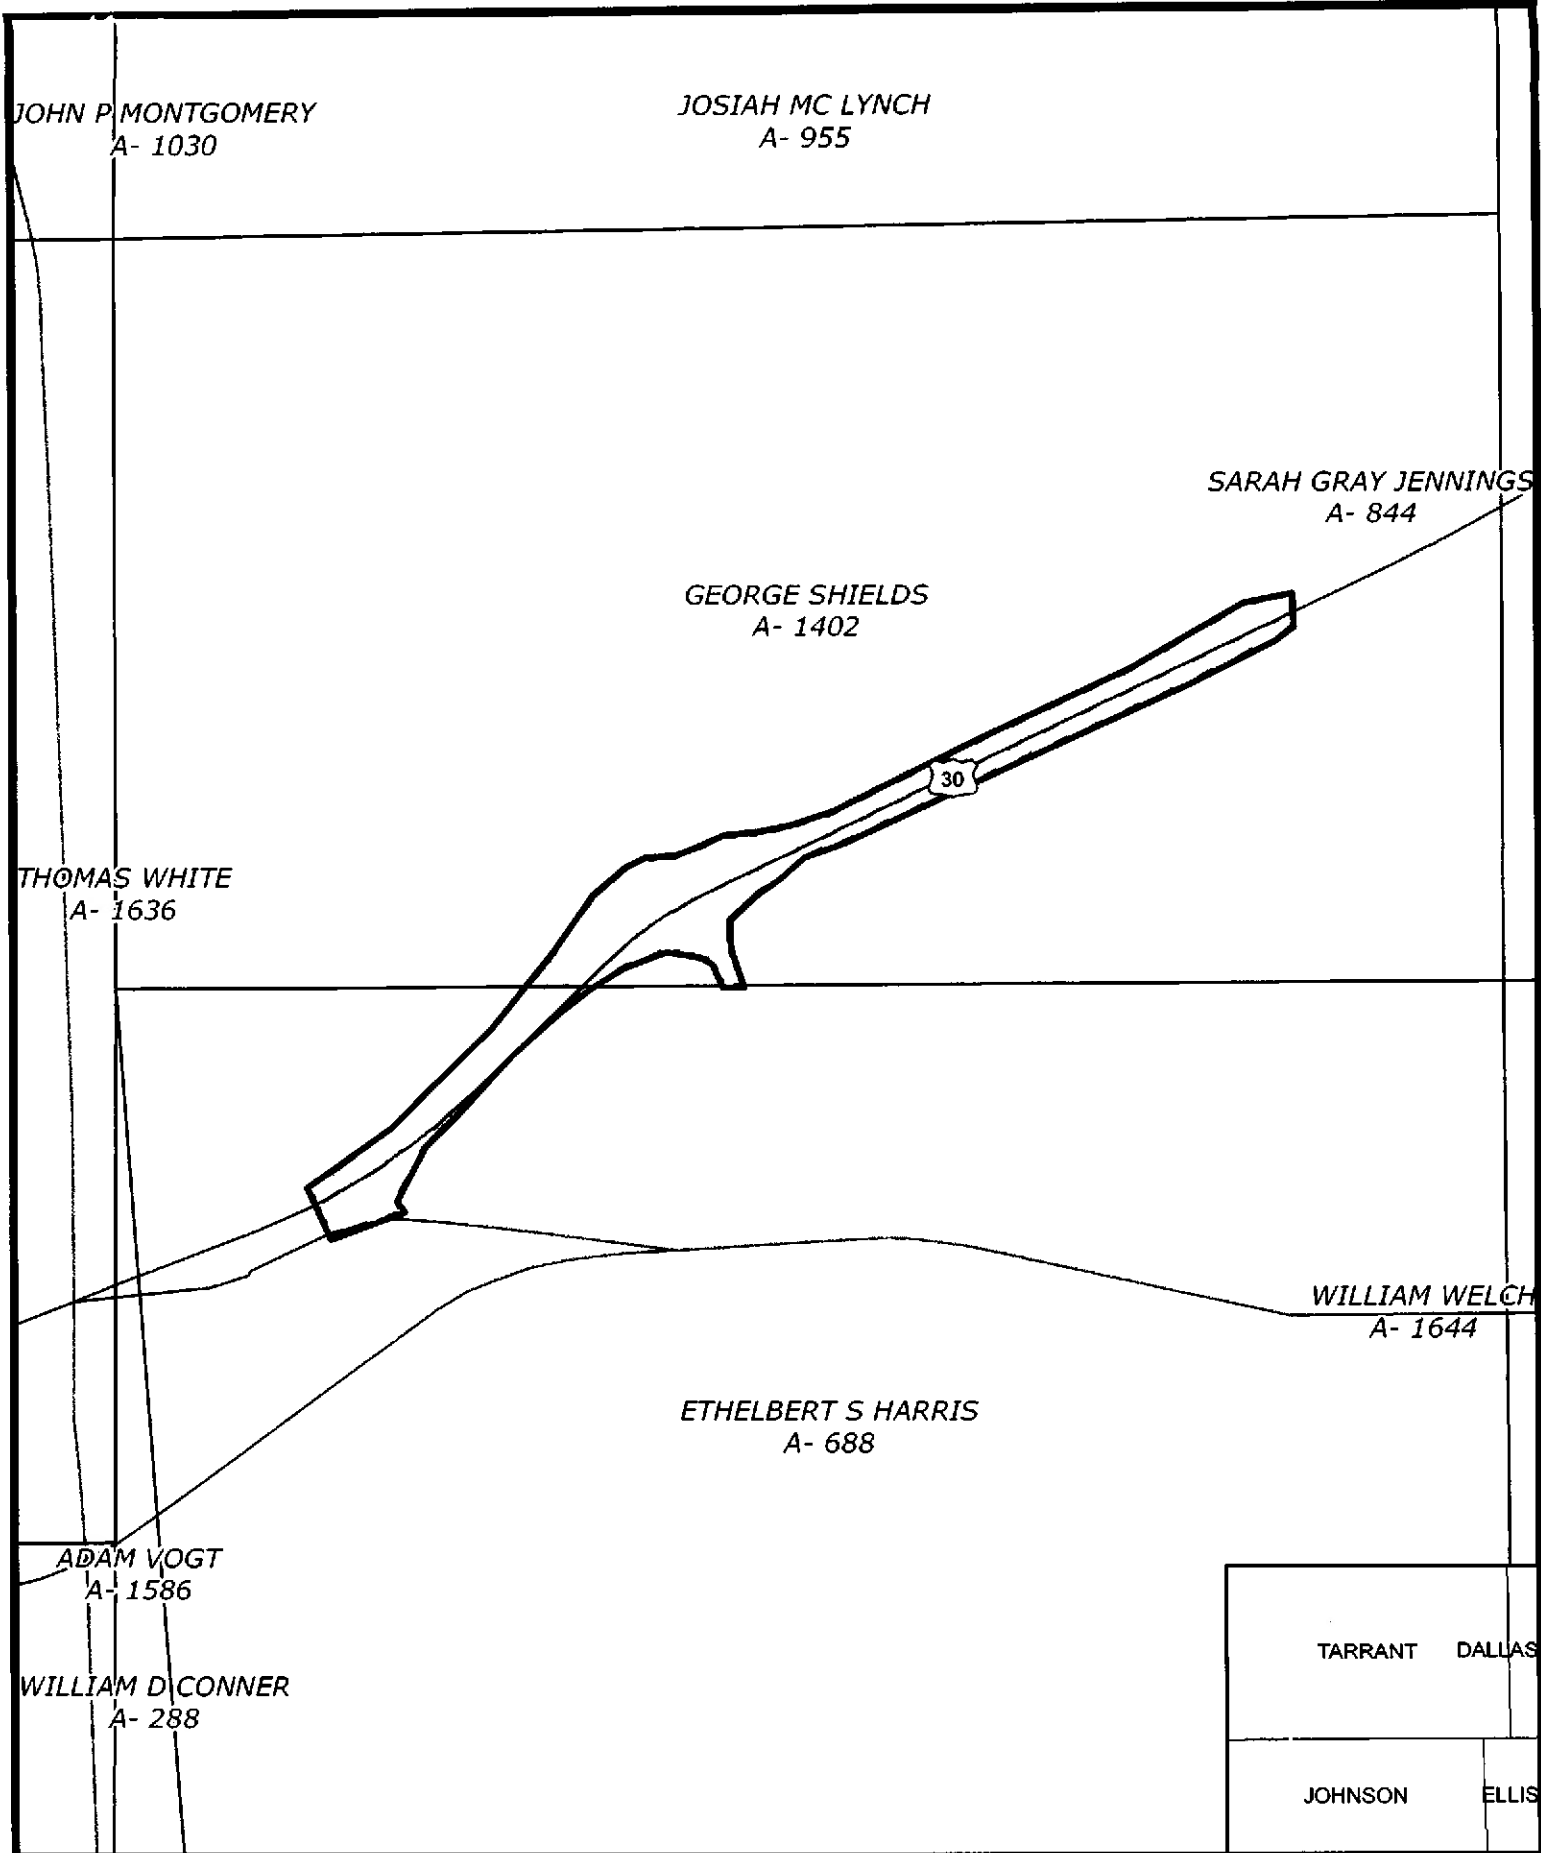 JOHN P MONTGOMERY
A- 1030
JOSIAH MC LYNCH
A- 955
SARAH GRAY JENNINGS
A- 844
GEORGE SHIELDS
A- 1402
30
THOMAS WHITE
A- 1636
WILLIAM WELCH
A- 1644
ETHELBERT S HARRIS
A- 688
ADAM VOGT
A- 1586
WILLIAM D CONNER
A- 288
TARRANT DALLAS
JOHNSON ELLIS